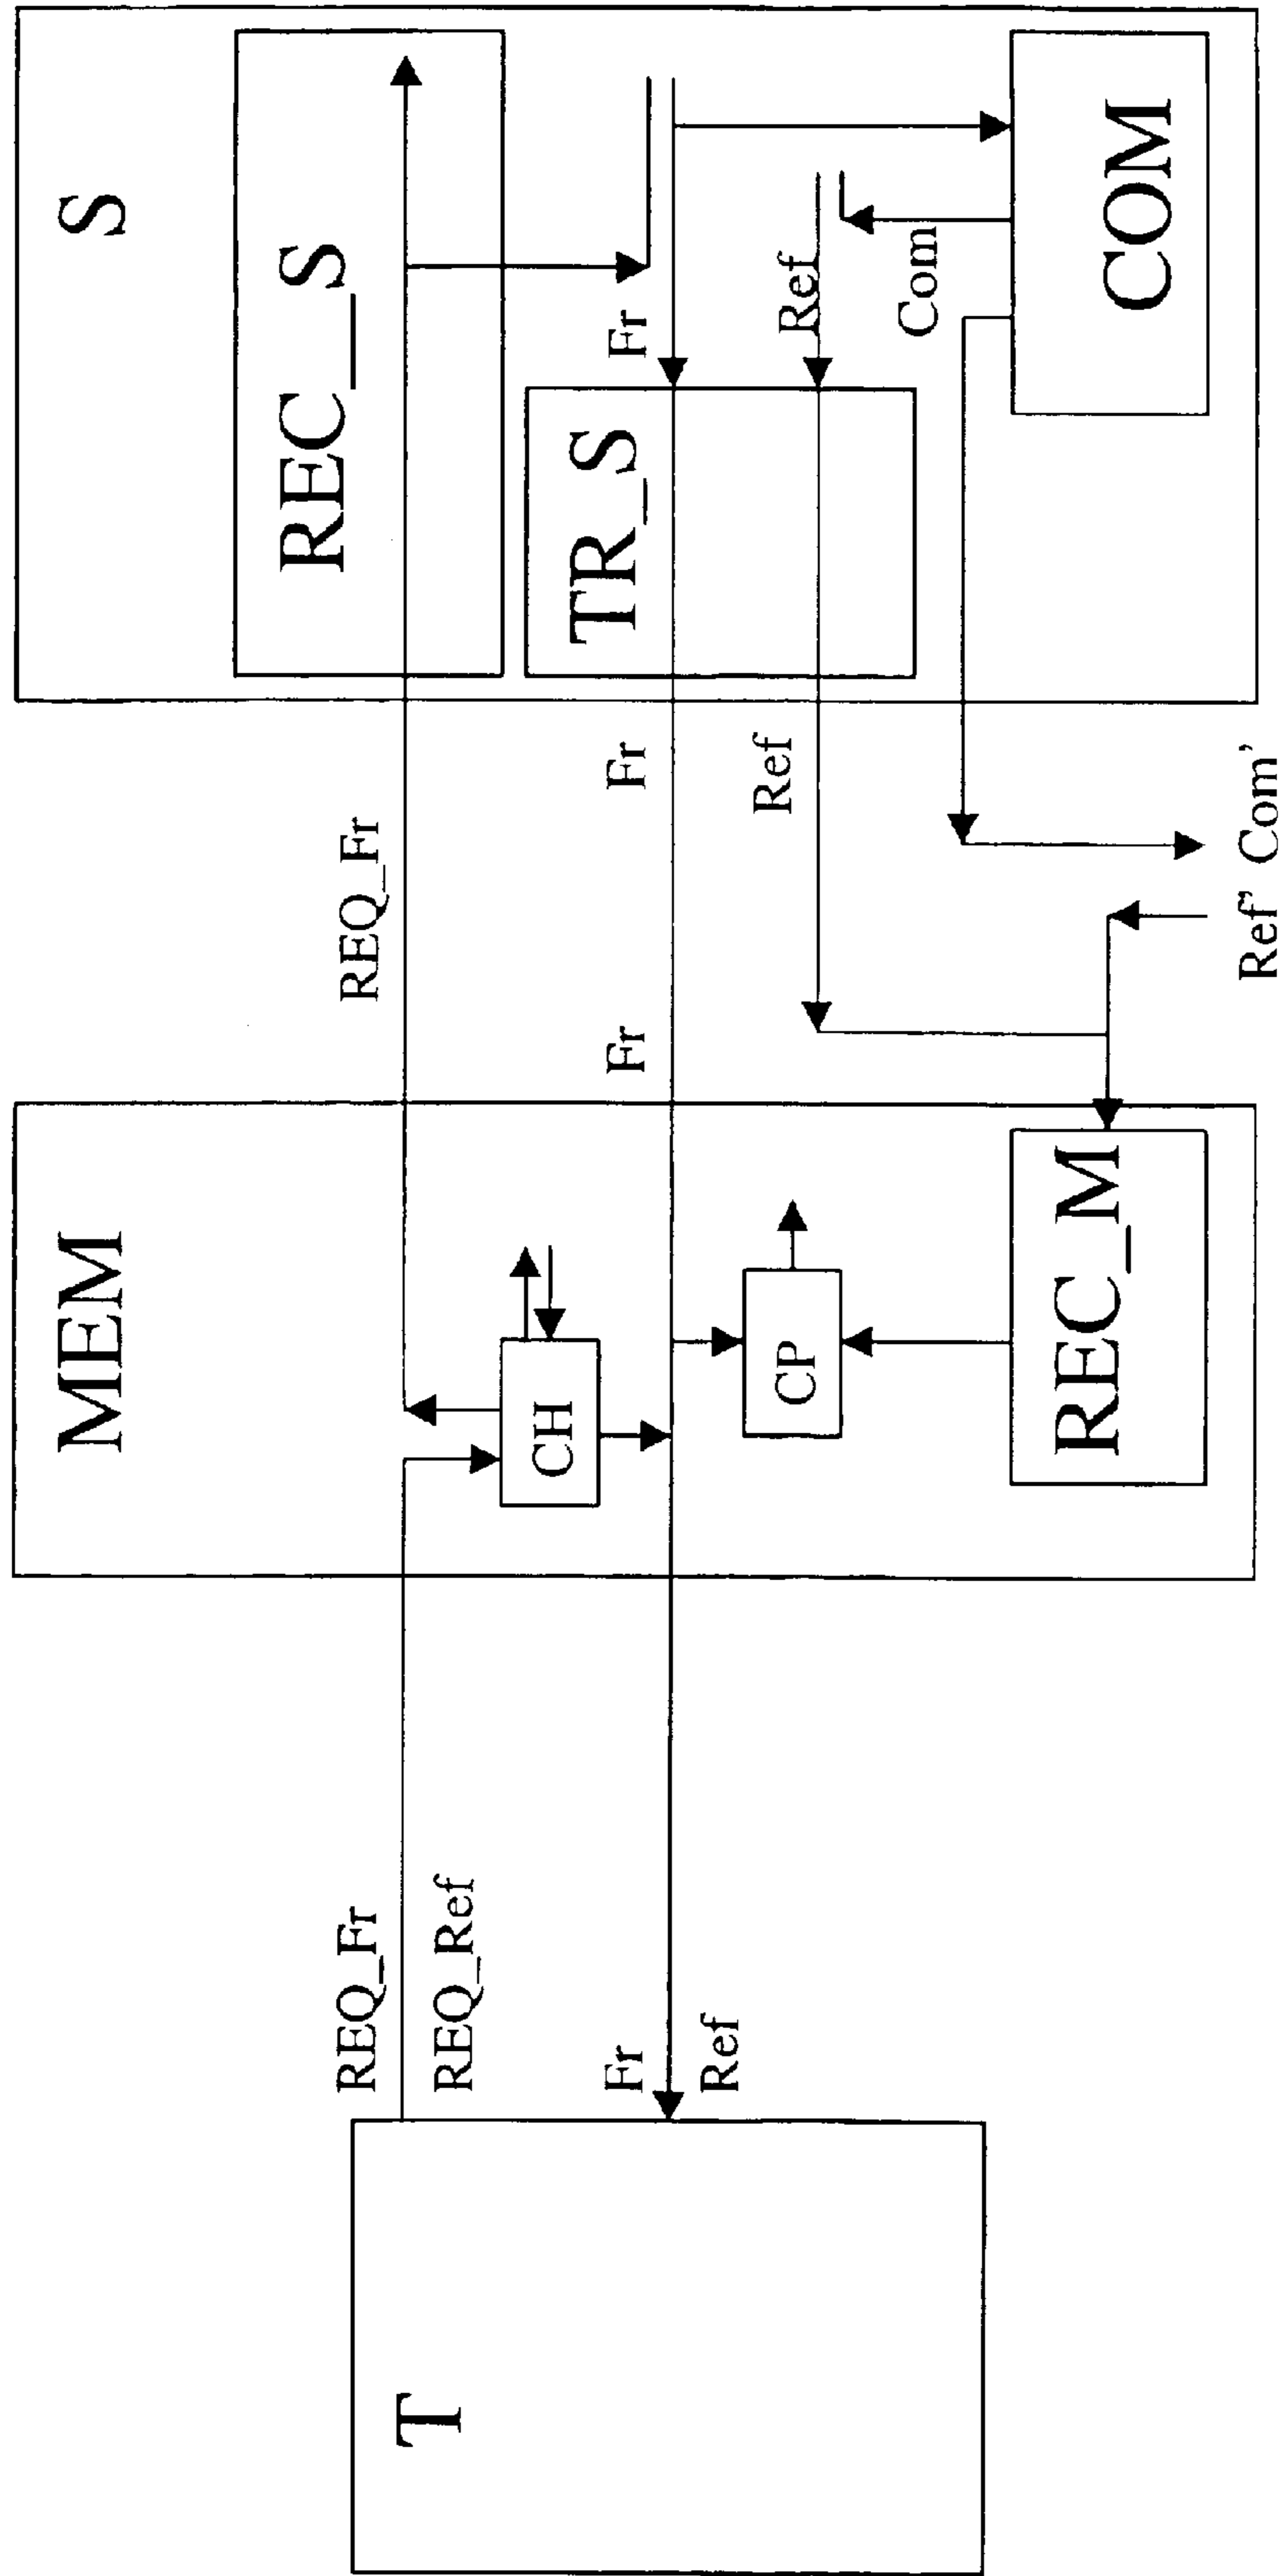 S
REC_S
Fr
TR_S
Ref
Com
COM
REQ_Fr
Fr
Fr
Ref
Ref' Com'
MEM
CH
CP
REC_M
REQ_Fr
REQ_Ref
Fr
Ref
T